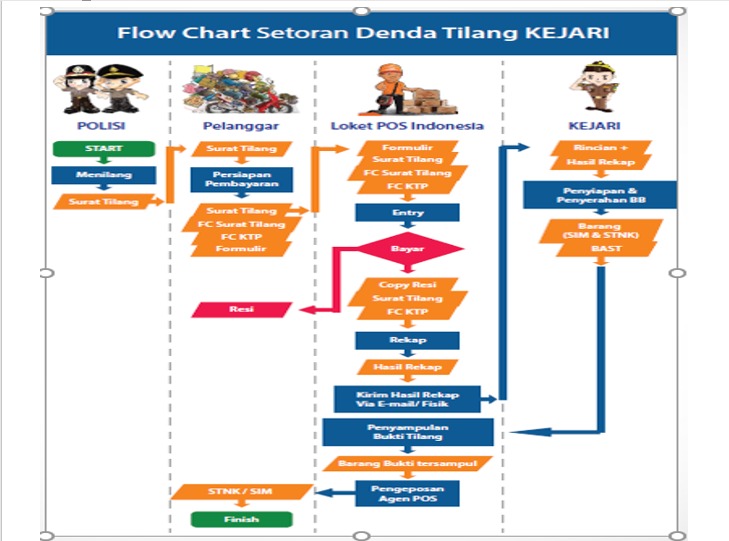 Flow Chart Setoran Denda Tilang KEJARI
POLISI
Pelanggar
Loket POS Indonesia
KEJARI
START
Menilang
Surat Tilang
Surat Tilang
Persiapan
Pembayaran
Surat Tilang
FC Surat Tilang
FC KTP
Formulir
Resi
Formulir
Surat Tilang
FC Surat Tilang
FC KTP
Entry
Bayar
Copy Resi
Surat Tilang
FC KTP
Rekap
Hasil Rekap
Kirim Hasil Rekap
Via E-mail/ Fisik
Rincian +
Hasil Rekap
Penyiapan &
Penyerahan BB
Barang
(SIM & STNK)
BAST
Penyampulan
Bukti Tilang
Barang Bukti tersampul
Pengeposan
Agen POS
STNK / SIM
Finish